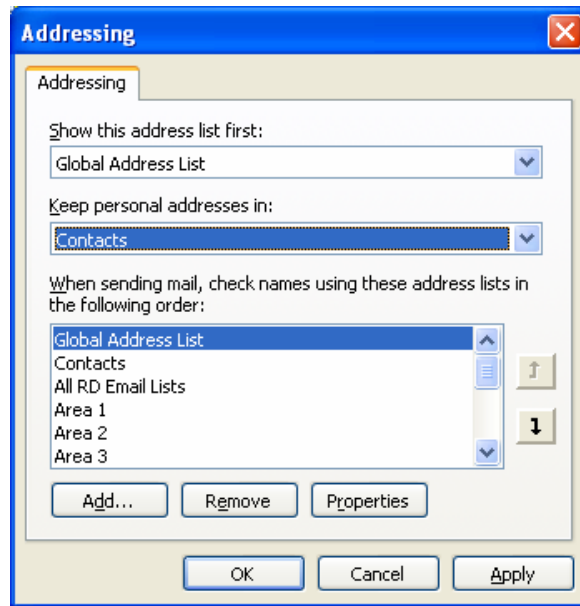 Addressing
Addressing
Show this address list first:
Global Address List
Keep personal addresses in:
Contacts
When sending mail, check names using these address lists in
the following order:
Global Address List
Contacts
All RD Email Lists
Area 1
Area 2
Area 3
Add... Remove Properties
OK Cancel Apply